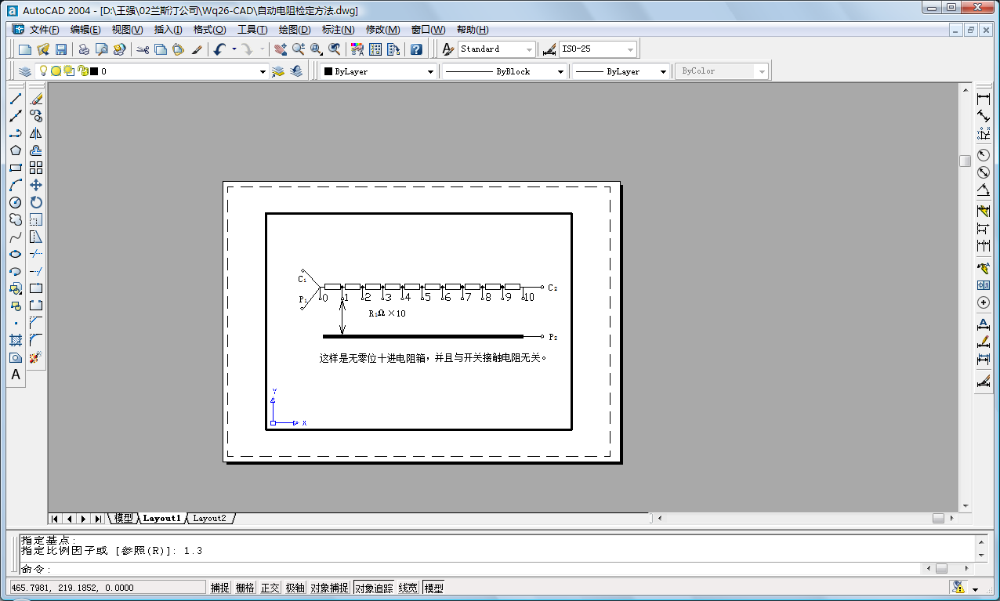 AutoCAD 2004 - [D:\王强\02兰斯汀公司\Wq26-CAD\自动电阻检定方法.dwg]
文件(F) 编辑(E) 视图(V) 插入(I) 格式(O) 工具(T) 绘图(D) 标注(N) 修改(M) 窗口(W) 帮助(H)
Standard ISO-25
0 ByLayer ByBlock ByLayer ByColor
C₁
C₂
P₁
0 1 2 3 4 5 6 7 8 9 10
R₁Ω×10
P₂
这样是无零位十进电阻箱，并且与开关接触电阻无关。
Y
X
A
模型 Layout1 Layout2
指定基点:
指定比例因子或 [参照(R)]: 1.3
命令:
465.7981, 219.1852, 0.0000 捕捉 栅格 正交 极轴 对象捕捉 对象追踪 线宽 模型